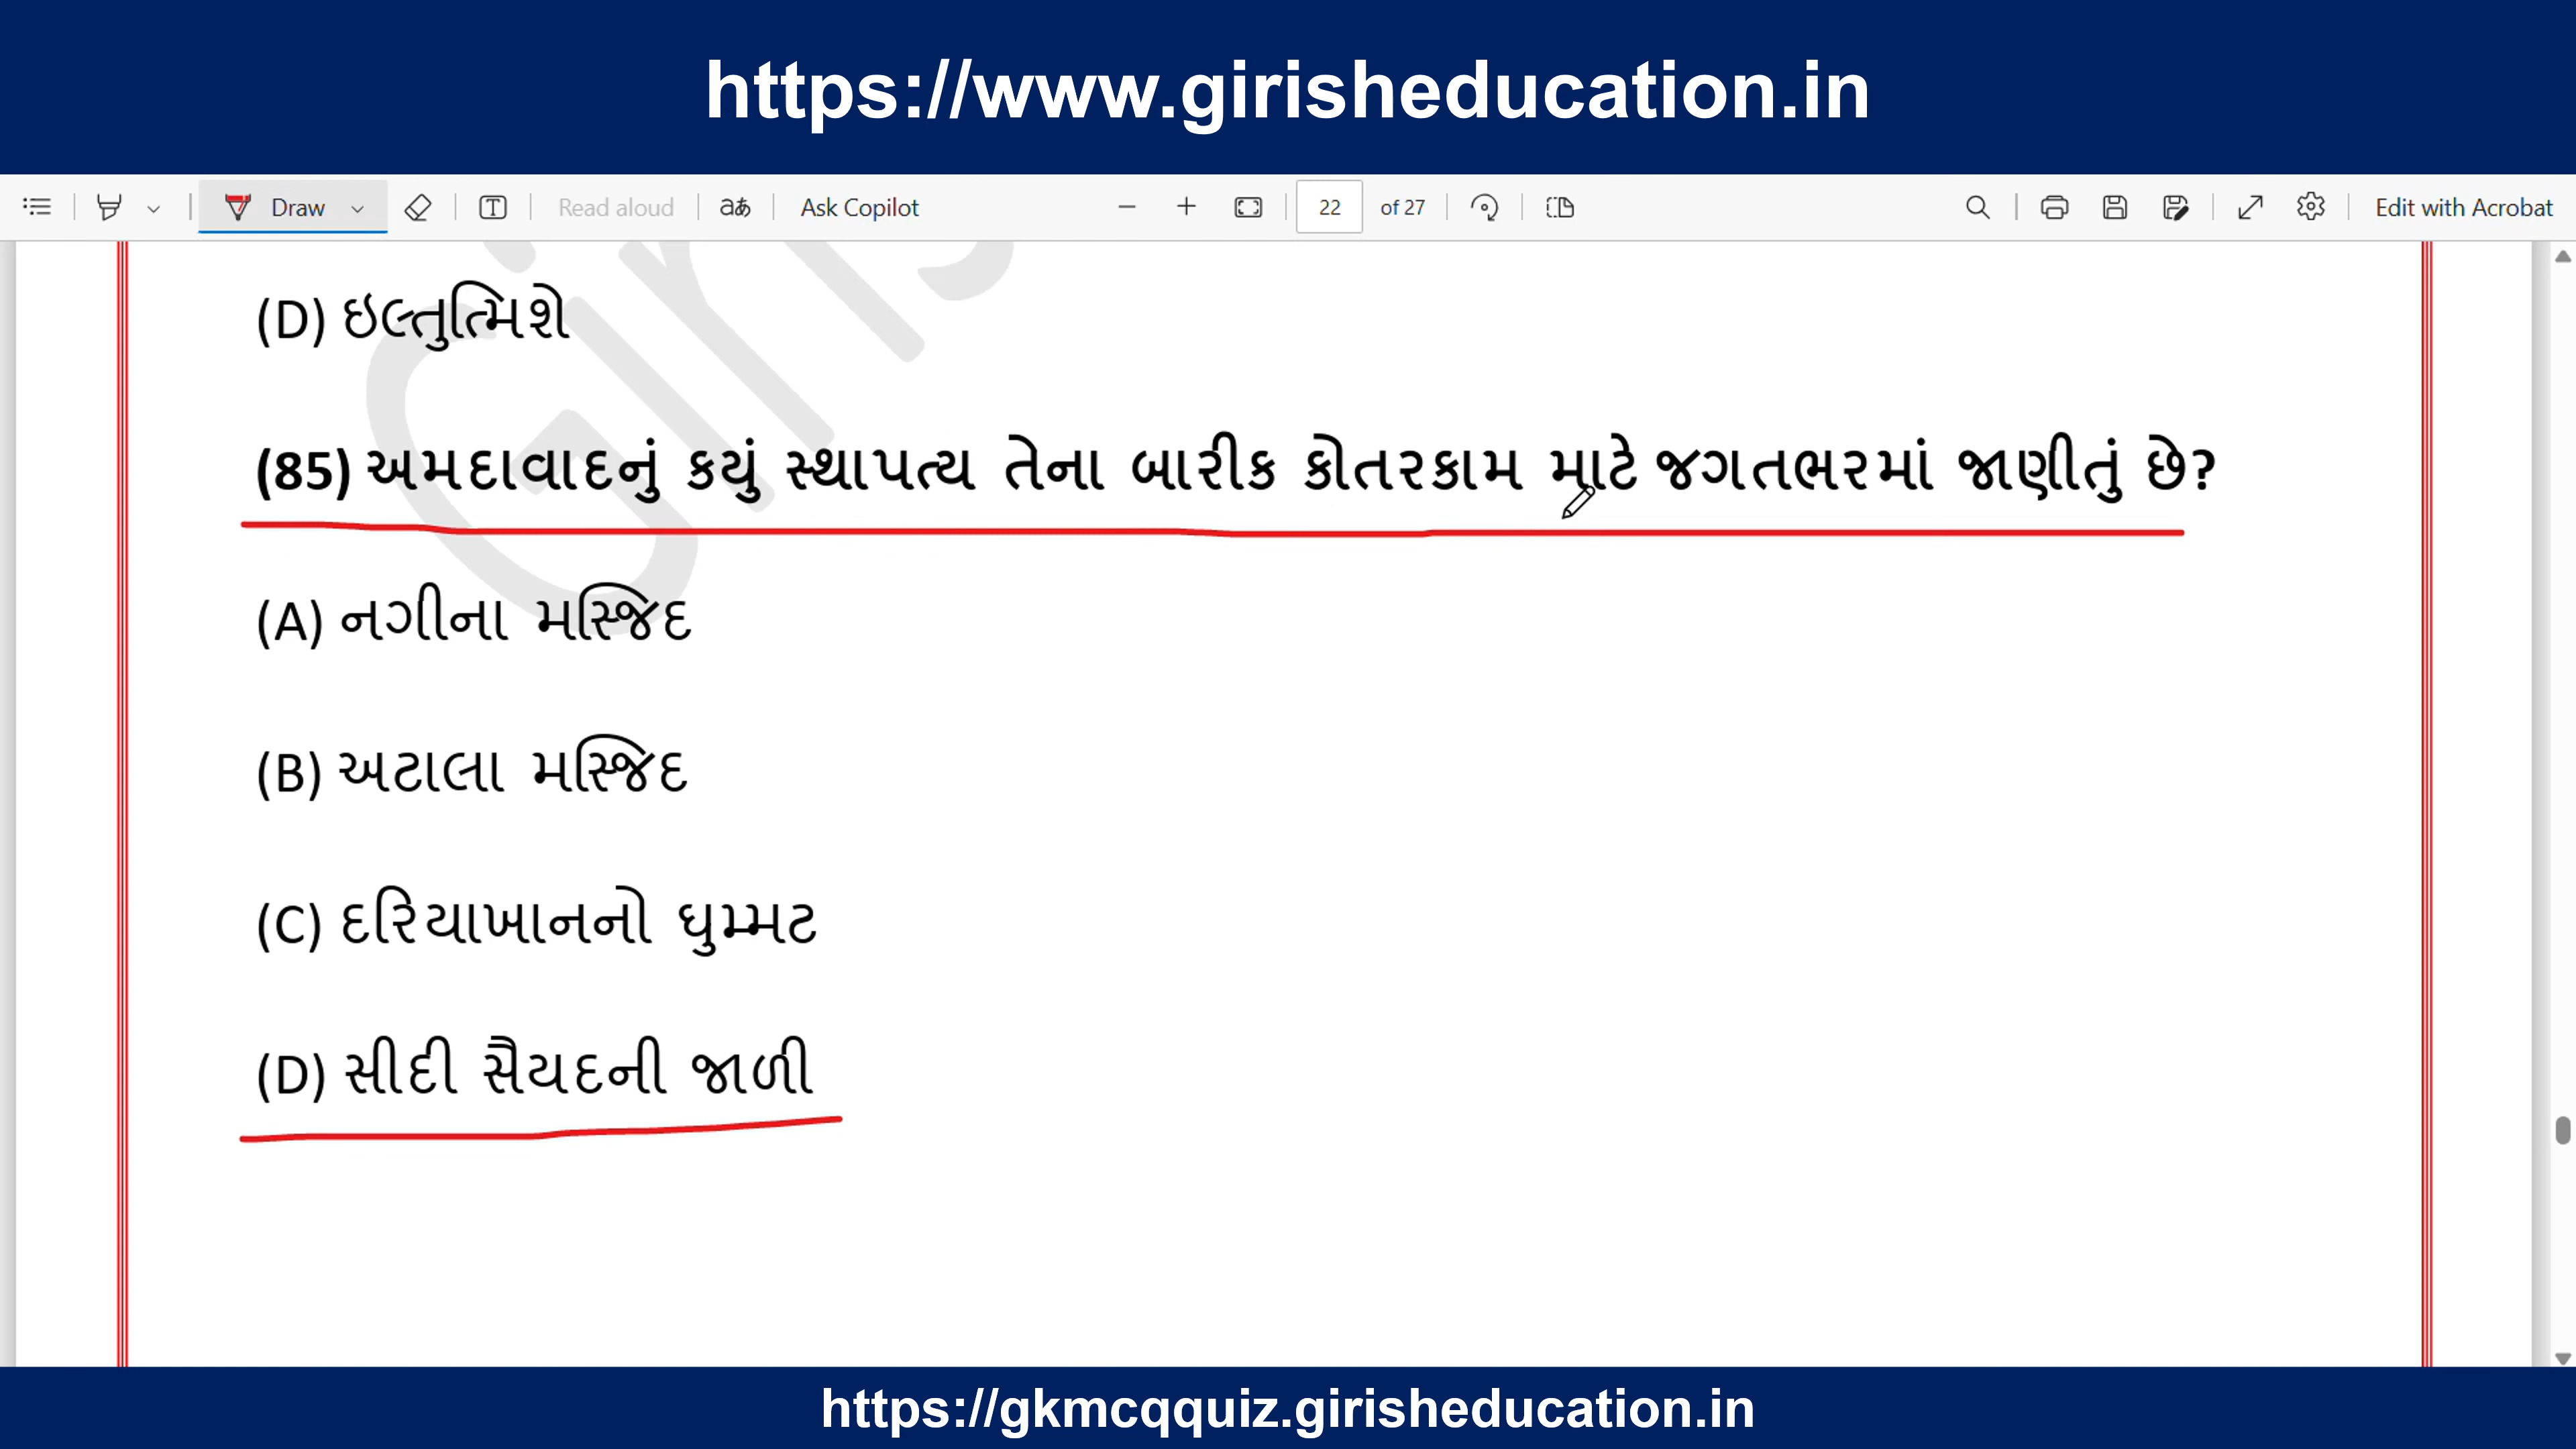 https://www.girisheducation.in
Draw Read aloud aあ Ask Copilot 22 of 27 Edit with Acrobat
(D) ઇલ્તુત્મિશે
(85) અમદાવાદનું કયું સ્થાપત્ય તેના બારીક કોતરકામ માટે જગતભરમાં જાણીતું છે?
(A) નગીના મસ્જિદ
(B) અટાલા મસ્જિદ
(C) દરિયાખાનનો ઘુમ્મટ
(D) સીદી સૈયદની જાળી
https://gkmcqquiz.girisheducation.in